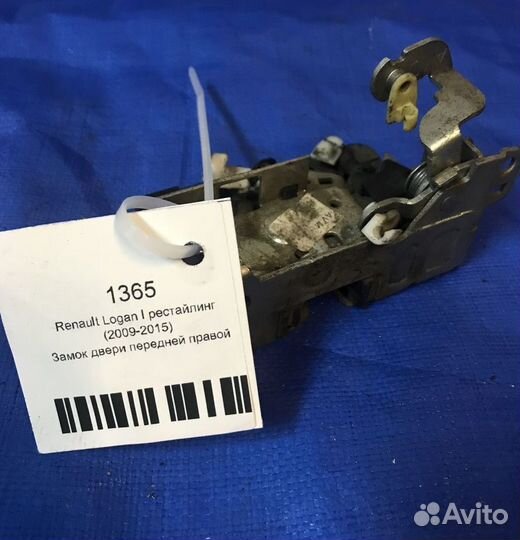 1365
Renault Logan I рестайлинг
(2009-2015)
Замок двери передней правой
Avito